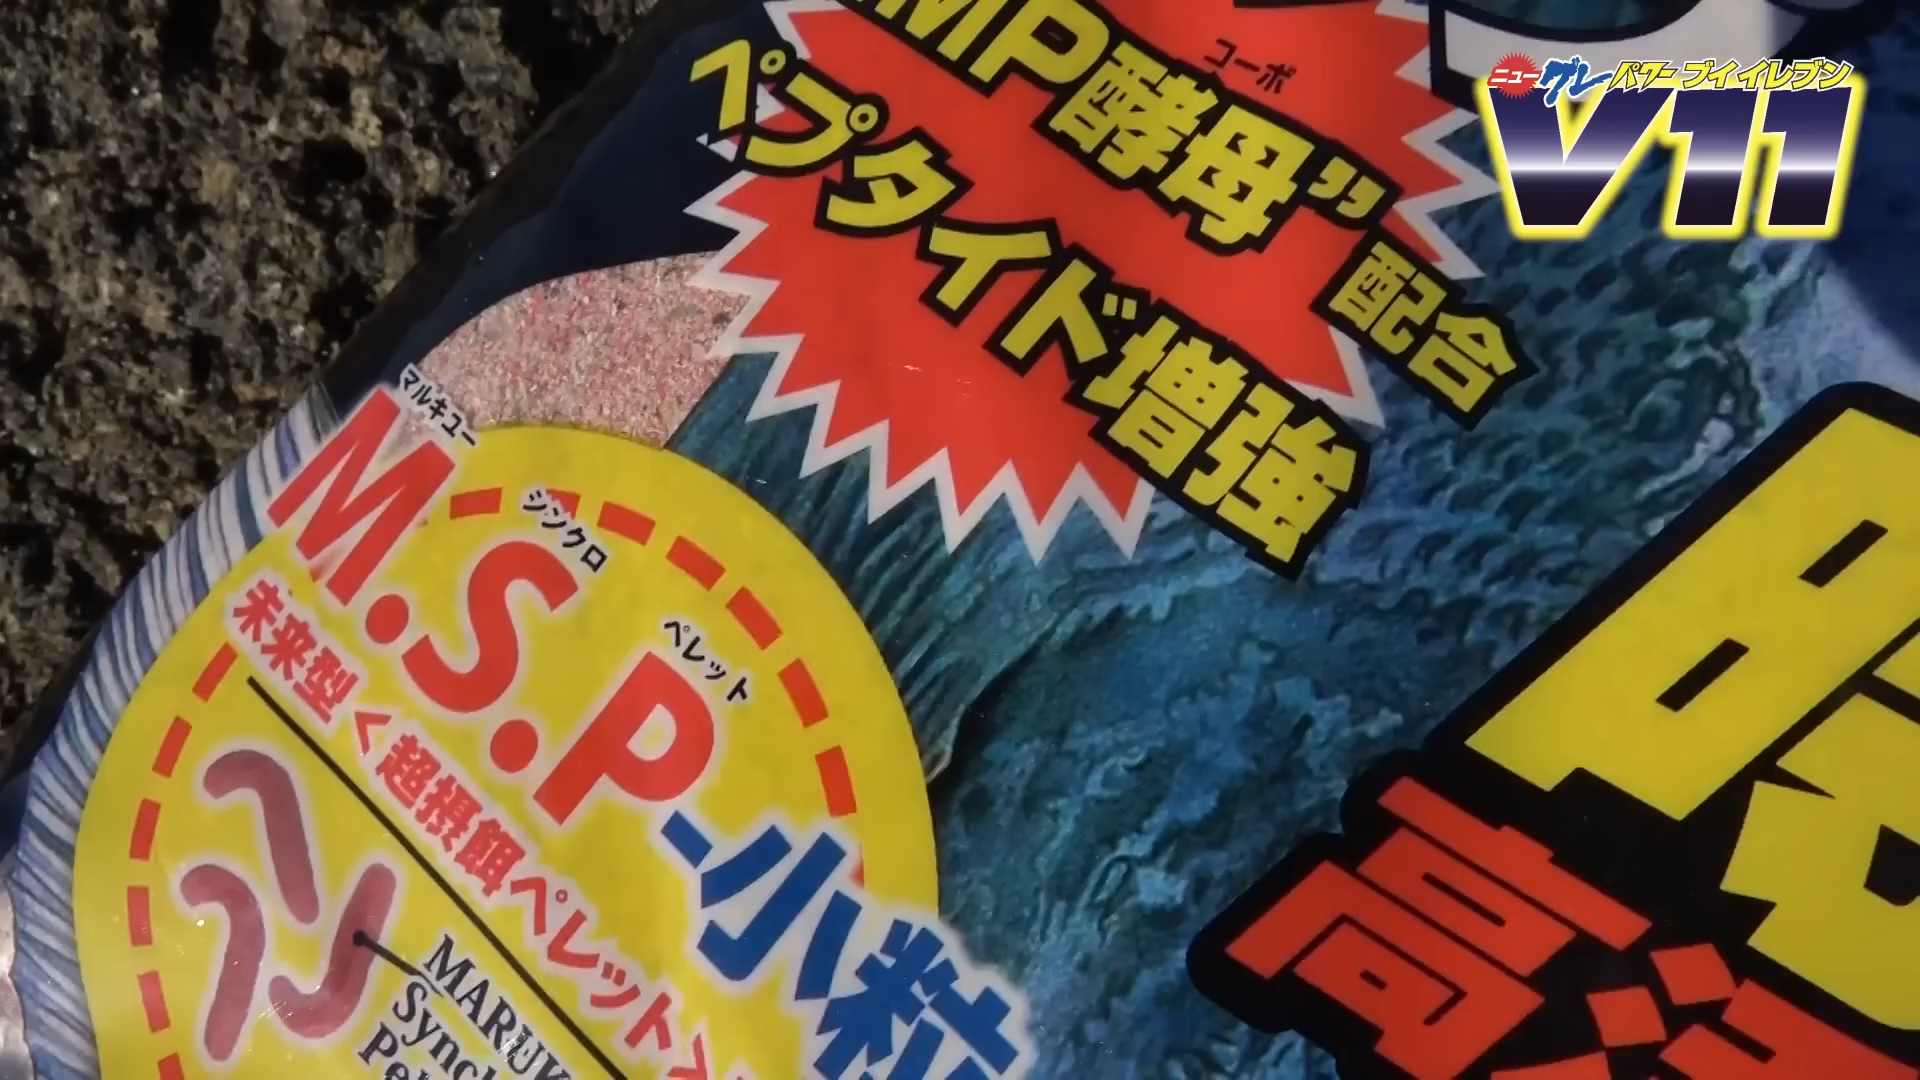 ニューグレパワー ブイイレブン
V11
コーボ
MP酵母” 配合
ペプタイド増強
マルキュー シンクロ ペレット
M.S.P-小粒
未来型<超摂餌ペレット>
MARUK
Synch
Pel
高